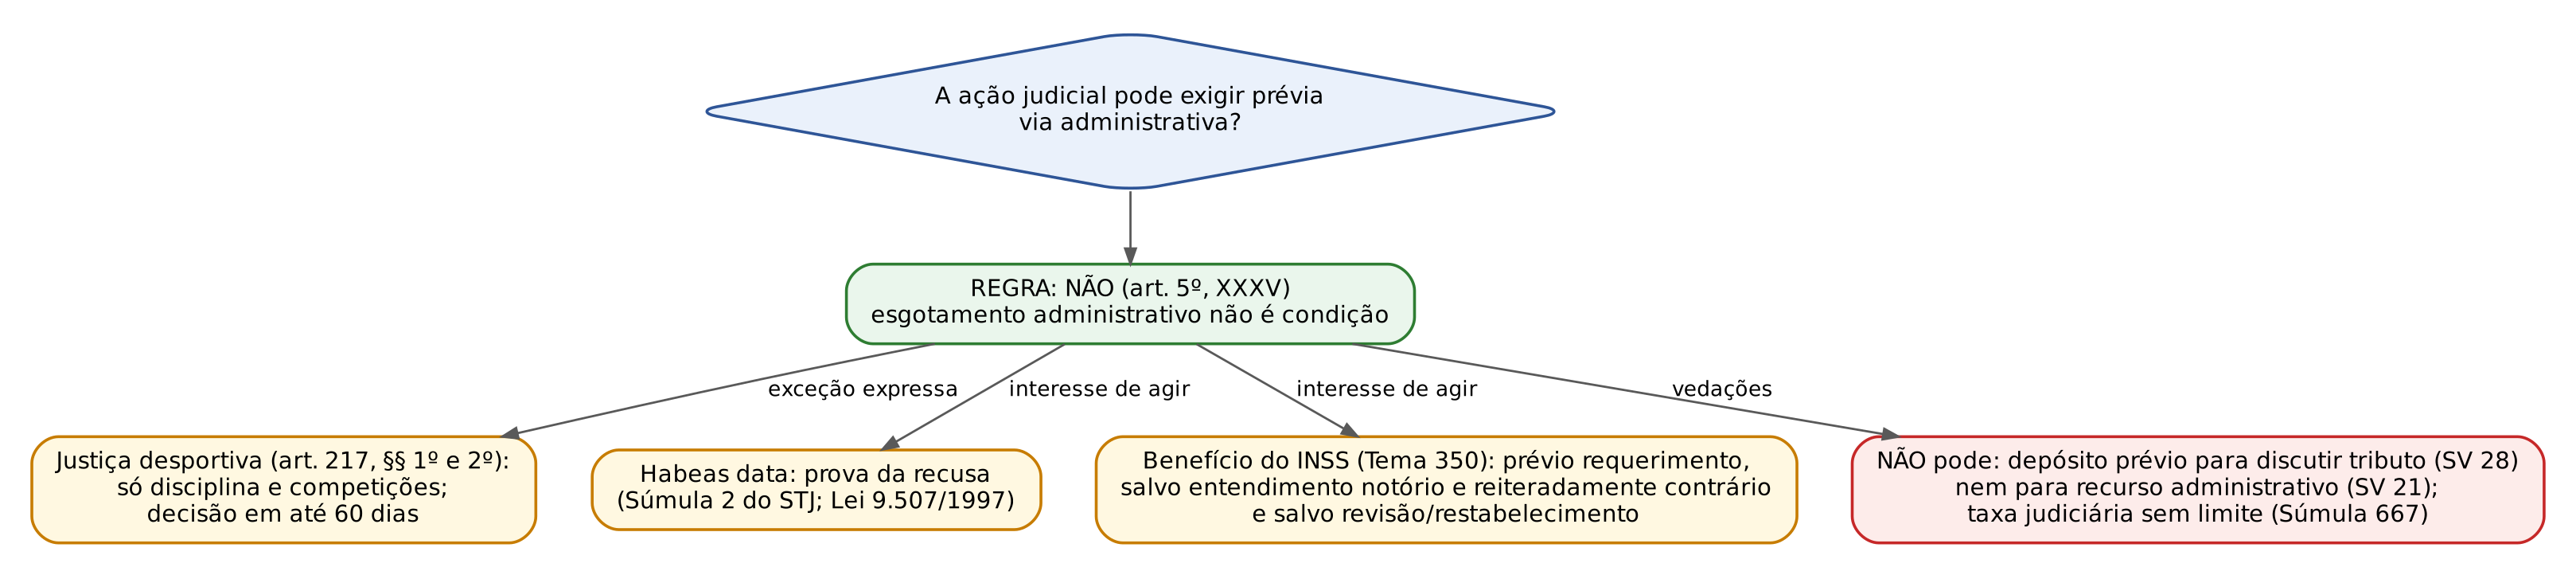 A ação judicial pode exigir prévia
via administrativa?
REGRA: NÃO (art. 5º, XXXV)
esgotamento administrativo não é condição
exceção expressa
interesse de agir
interesse de agir
vedações
Justiça desportiva (art. 217, §§ 1º e 2º):
só disciplina e competições;
decisão em até 60 dias
Habeas data: prova da recusa
(Súmula 2 do STJ; Lei 9.507/1997)
Benefício do INSS (Tema 350): prévio requerimento,
salvo entendimento notório e reiteradamente contrário
e salvo revisão/restabelecimento
NÃO pode: depósito prévio para discutir tributo (SV 28)
nem para recurso administrativo (SV 21);
taxa judiciária sem limite (Súmula 667)